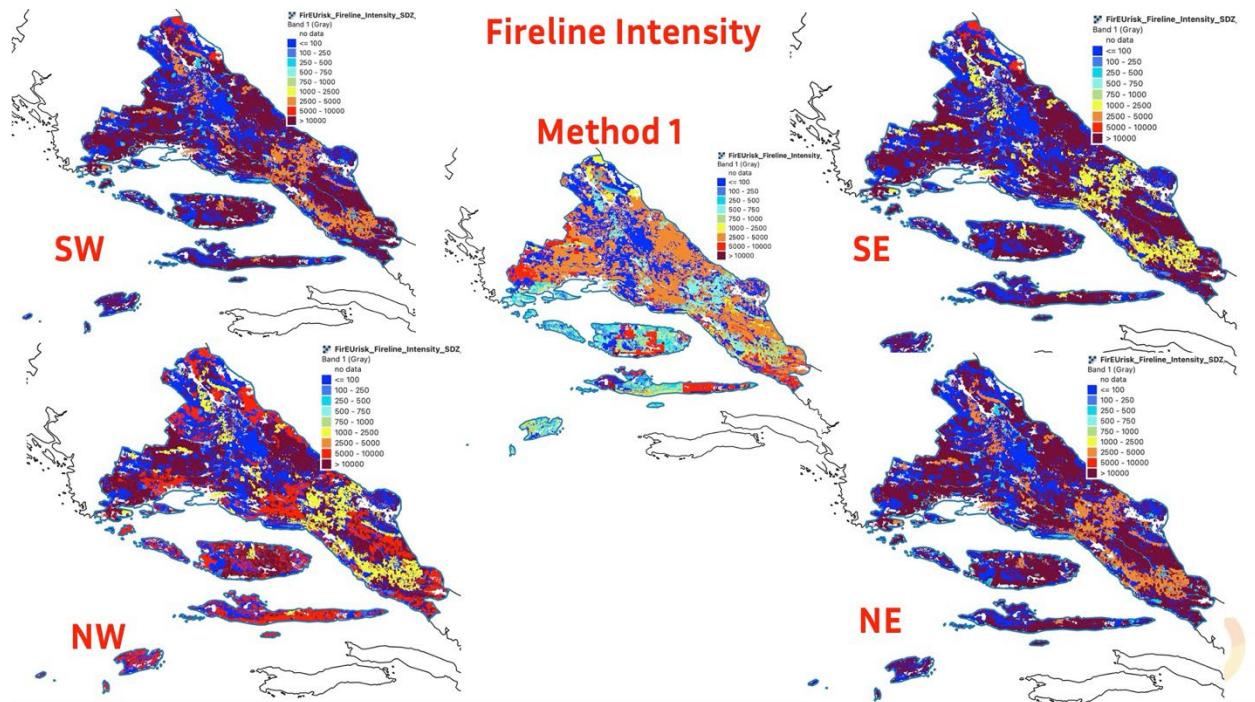 Fireline Intensity
FirEUrisk_Fireline_Intensity_SDZ_
Band 1 (Gray)
no data
<= 100
100 - 250
250 - 500
500 - 750
750 - 1000
1000 - 2500
2500 - 5000
5000 - 10000
> 10000
SW
Method 1
FirEUrisk_Fireline_Intensity_
Band 1 (Gray)
no data
<= 100
100 - 250
250 - 500
500 - 750
750 - 1000
1000 - 2500
2500 - 5000
5000 - 10000
> 10000
FirEUrisk_Fireline_Intensity_SDZ_
Band 1 (Gray)
no data
<= 100
100 - 250
250 - 500
500 - 750
750 - 1000
1000 - 2500
2500 - 5000
5000 - 10000
> 10000
SE
FirEUrisk_Fireline_Intensity_SDZ_
Band 1 (Gray)
no data
<= 100
100 - 250
250 - 500
500 - 750
750 - 1000
1000 - 2500
2500 - 5000
5000 - 10000
> 10000
NW
FirEUrisk_Fireline_Intensity_SDZ_
Band 1 (Gray)
no data
<= 100
100 - 250
250 - 500
500 - 750
750 - 1000
1000 - 2500
2500 - 5000
5000 - 10000
> 10000
NE